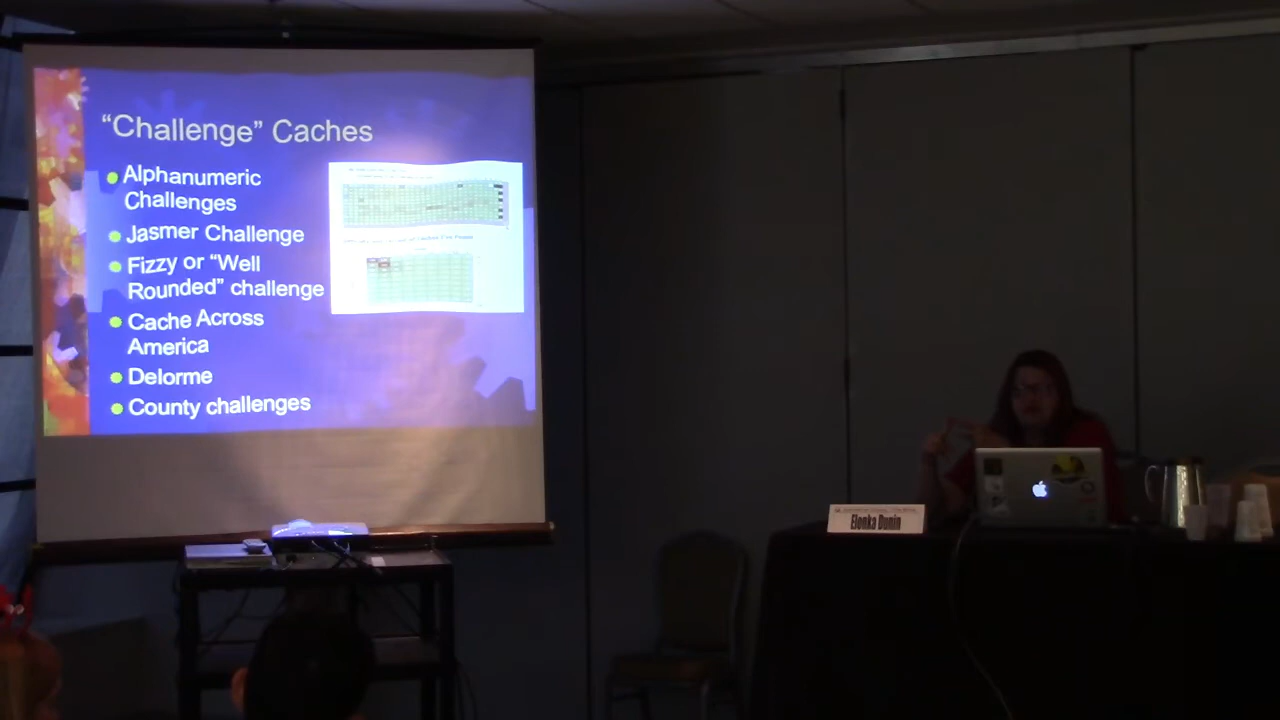 “Challenge” Caches
Alphanumeric
Challenges
Jasmer Challenge
Fizzy or “Well
Rounded” challenge
Cache Across
America
Delorme
County challenges
Elonka Dunin